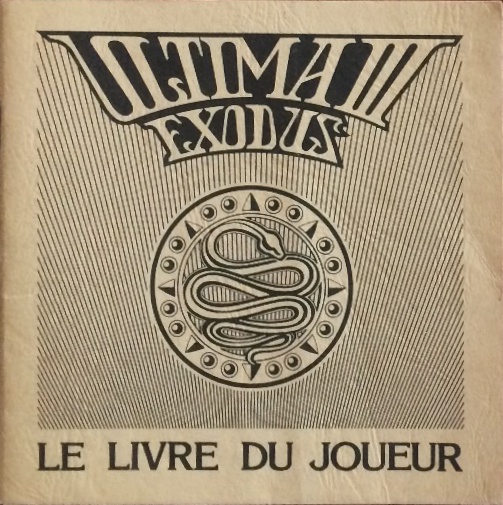 ULTIMA III
EXODUS
LE LIVRE DU JOUEUR